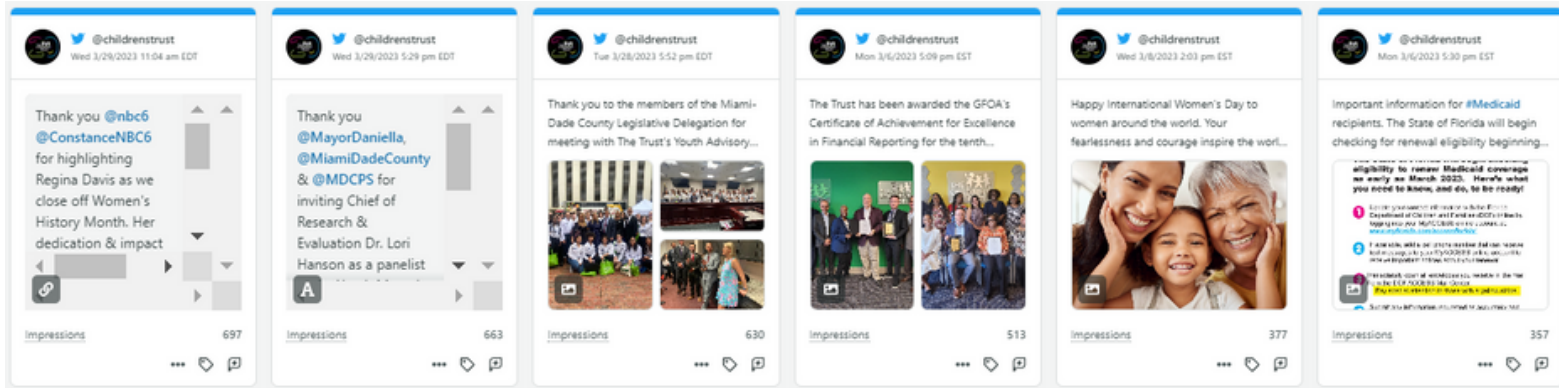 @childrenstrust
Wed 3/29/2023 11:04 am EDT
Thank you @nbc6
@ConstanceNBC6
for highlighting
Regina Davis as we
close off Women's
History Month. Her
dedication & impact
Impressions 697
@childrenstrust
Wed 3/29/2023 5:29 pm EDT
Thank you
@MayorDaniella,
@MiamiDadeCounty
& @MDCPS for
inviting Chief of
Research &
Evaluation Dr. Lori
Hanson as a panelist
A
Impressions 663
@childrenstrust
Tue 3/28/2023 5:52 pm EDT
Thank you to the members of the Miami-
Dade County Legislative Delegation for
meeting with The Trust's Youth Advisory...
Impressions 630
@childrenstrust
Mon 3/6/2023 5:09 pm EST
The Trust has been awarded the GFOA's
Certificate of Achievement for Excellence
in Financial Reporting for the tenth...
Impressions 513
@childrenstrust
Wed 3/8/2023 2:03 pm EST
Happy International Women's Day to
women around the world. Your
fearlessness and courage inspire the worl...
Impressions 377
@childrenstrust
Mon 3/6/2023 5:30 pm EST
Important information for #Medicaid
recipients. The State of Florida will begin
checking for renewal eligibility beginning...
eligibility to renew Medicaid coverage
as early as March 2023. Here's what
you need to know, and do, to be ready!
1
2
Impressions 357